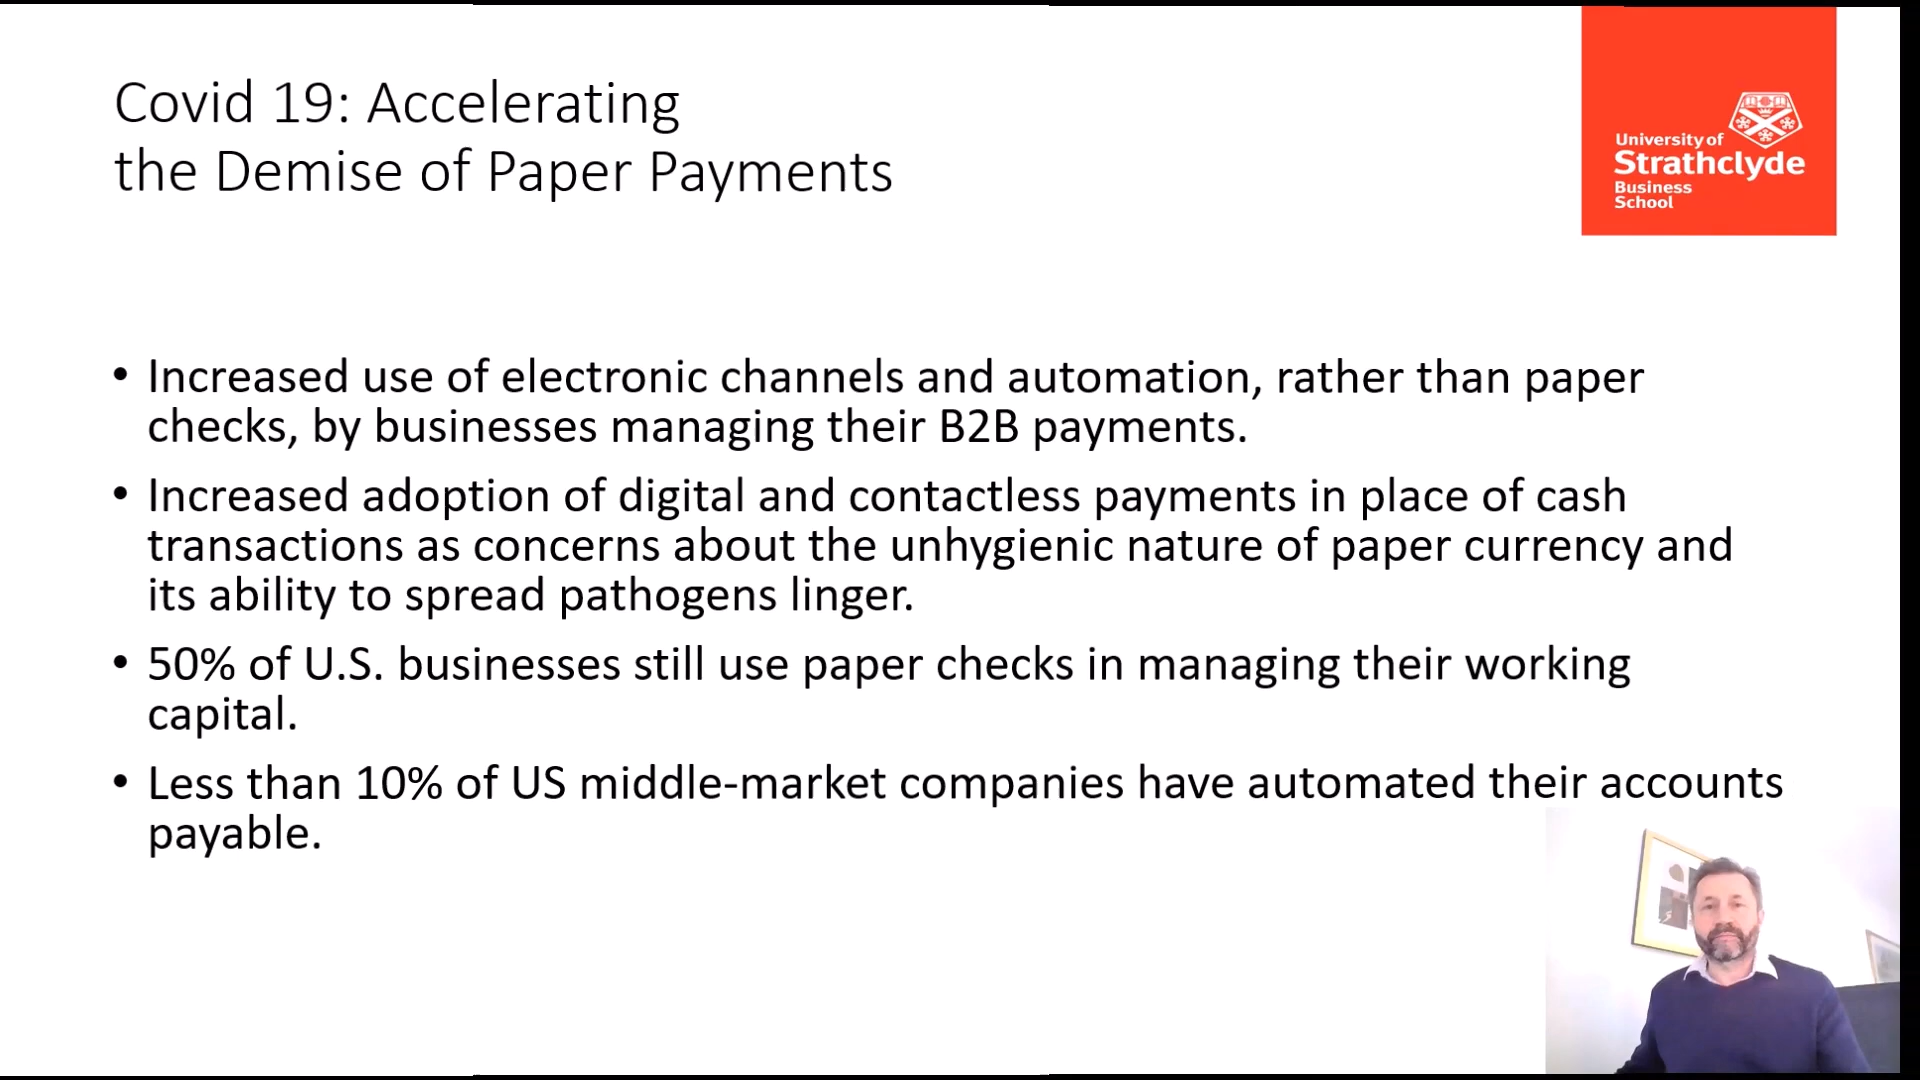 Covid 19: Accelerating
the Demise of Paper Payments
University of
Strathclyde
Business
School
• Increased use of electronic channels and automation, rather than paper
checks, by businesses managing their B2B payments.
• Increased adoption of digital and contactless payments in place of cash
transactions as concerns about the unhygienic nature of paper currency and
its ability to spread pathogens linger.
• 50% of U.S. businesses still use paper checks in managing their working
capital.
• Less than 10% of US middle-market companies have automated their accounts
payable.